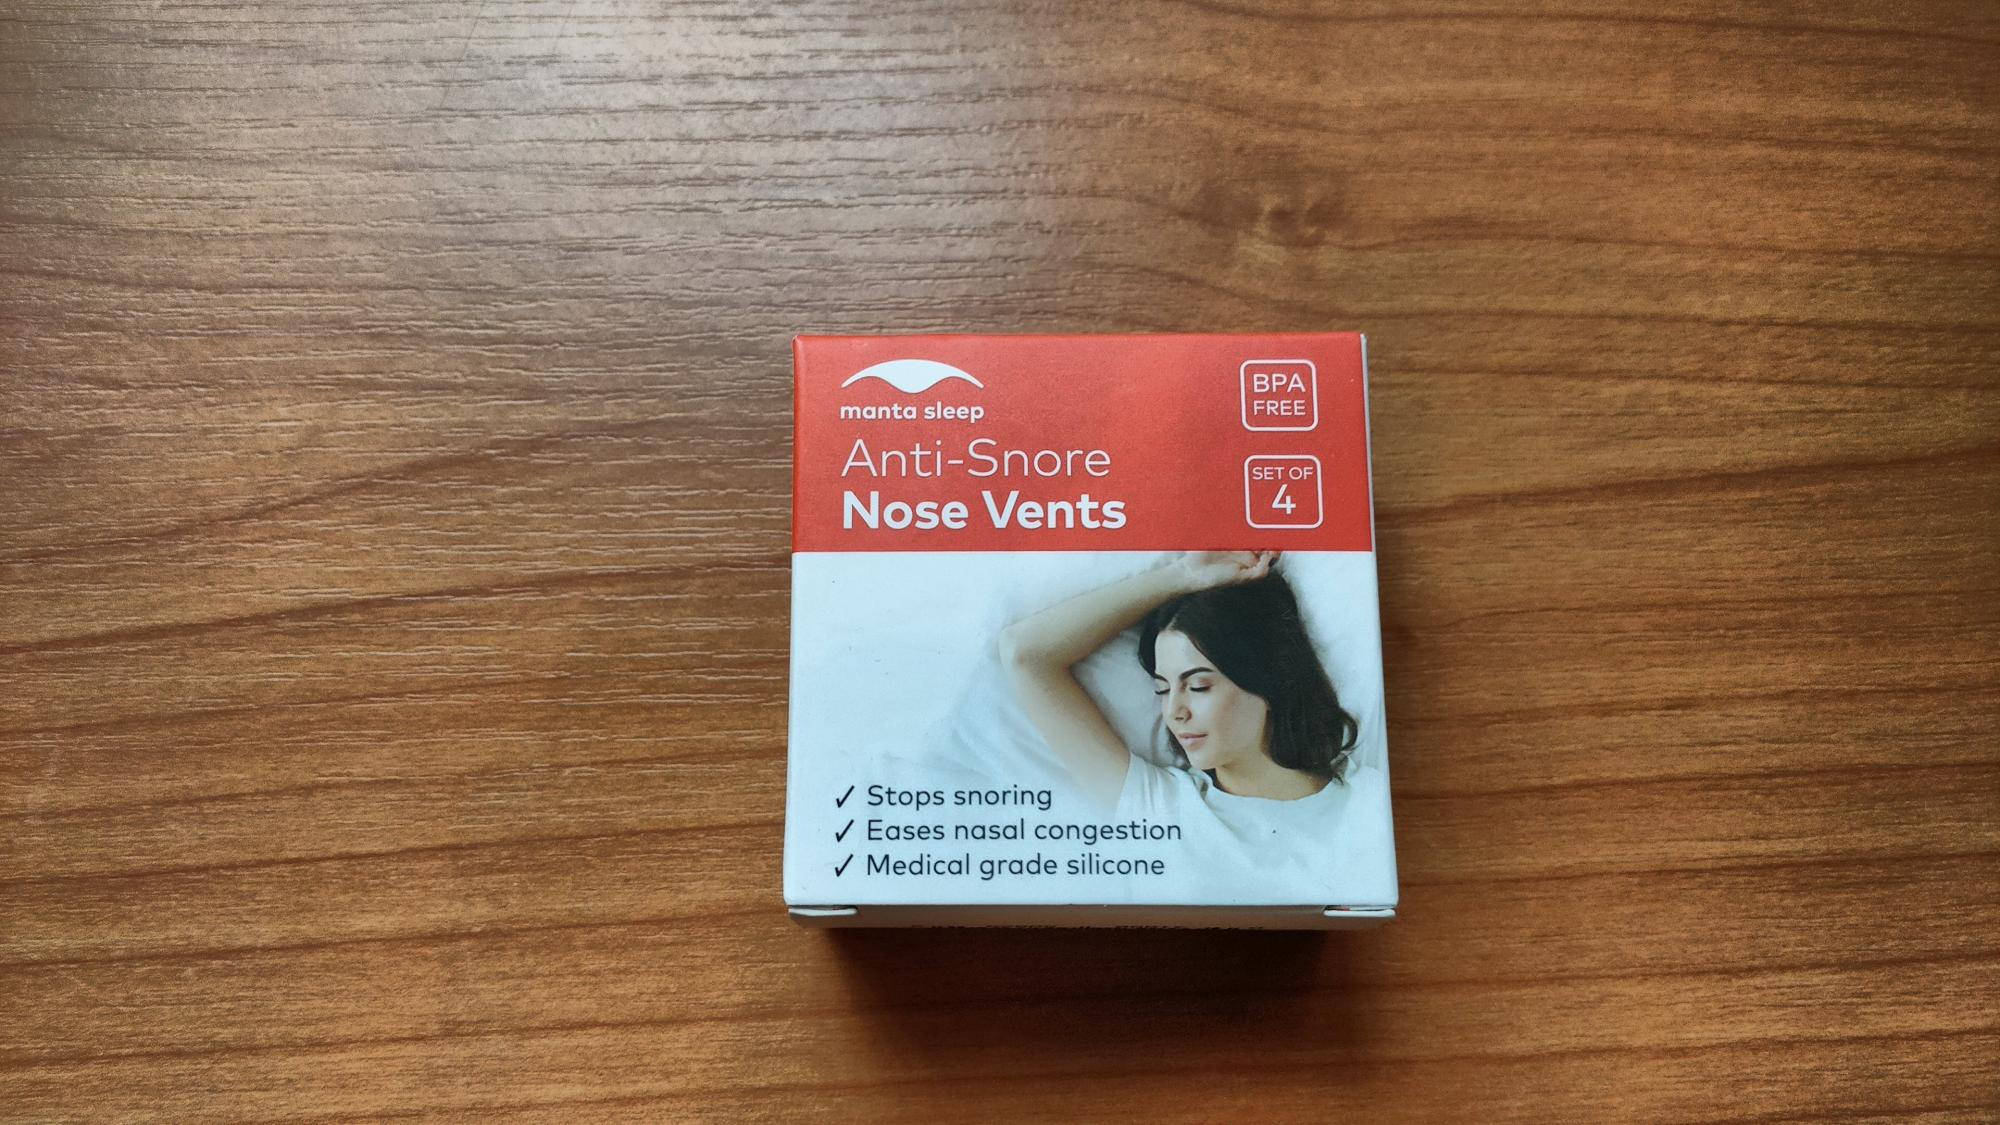 manta sleep
Anti-Snore
Nose Vents
BPA
FREE
SET OF
4
✓ Stops snoring
✓ Eases nasal congestion
✓ Medical grade silicone